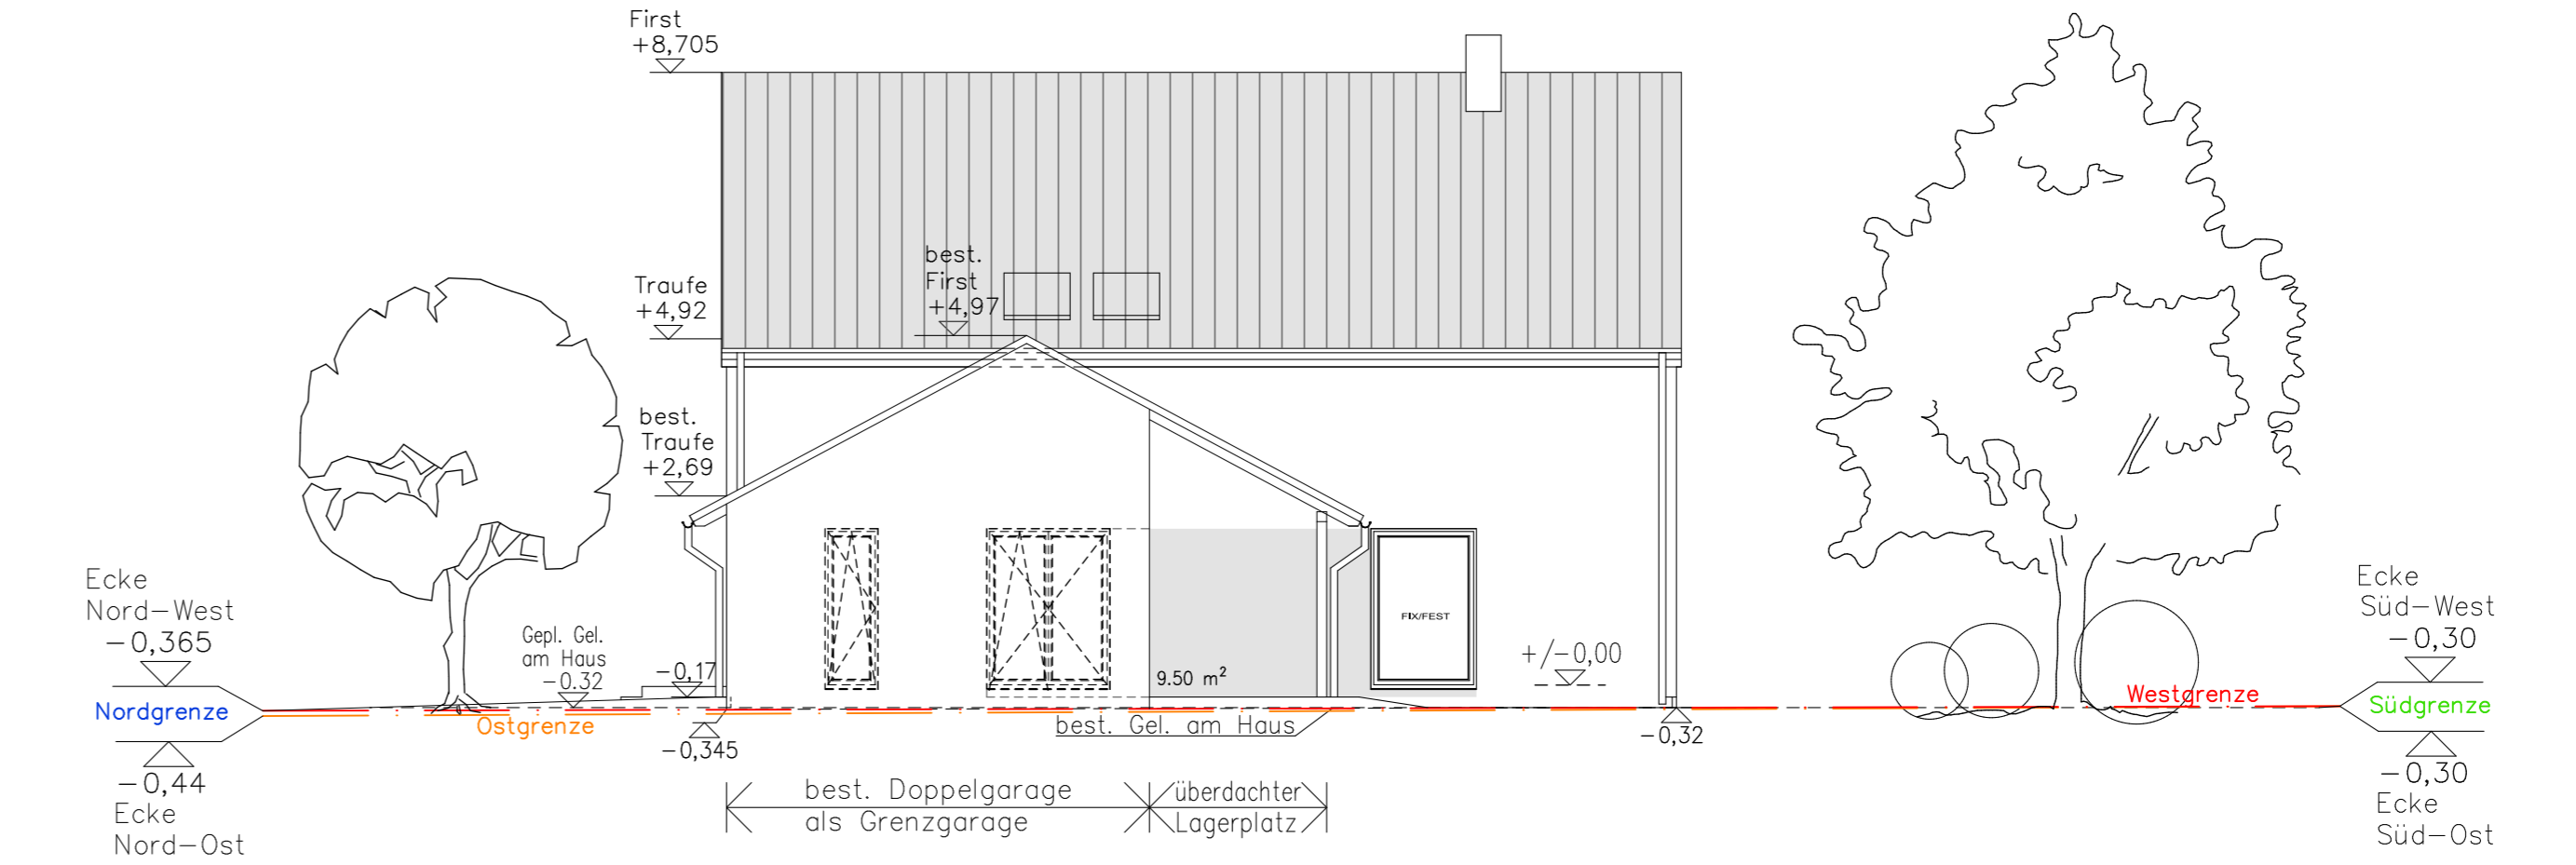 First
+8,705
best.
First
+4,97
Traufe
+4,92
best.
Traufe
+2,69
Ecke
Nord-West
-0,365
Nordgrenze
-0,44
Ecke
Nord-Ost
Gepl. Gel.
am Haus
-0.32
-0,17
Ostgrenze
-0,345
9.50 m²
FIX/FEST
+/-0,00
best. Gel. am Haus
-0,32
best. Doppelgarage
als Grenzgarage
überdachter
Lagerplatz
Westgrenze
Ecke
Süd-West
-0,30
Südgrenze
-0,30
Ecke
Süd-Ost